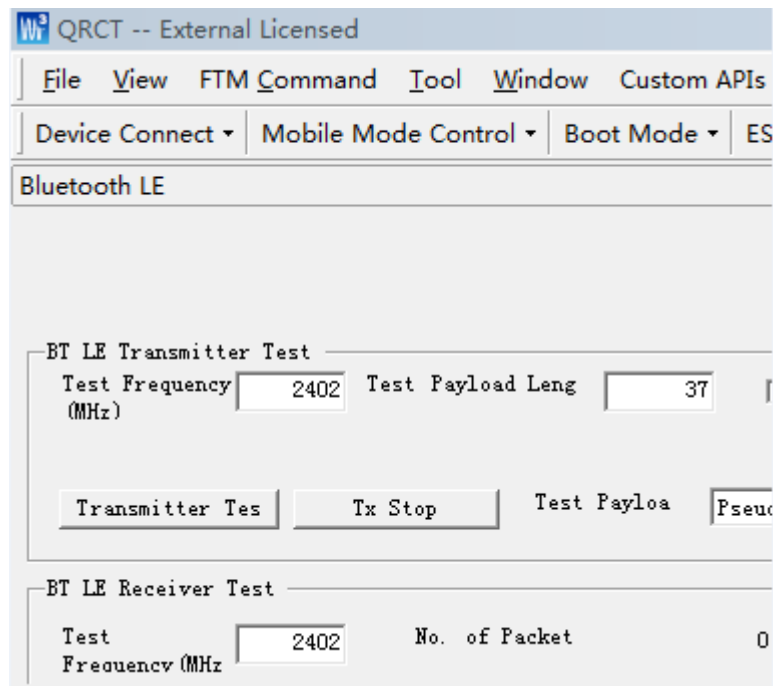 QRCT -- External Licensed
File View FTM Command Tool Window Custom APIs
Device Connect Mobile Mode Control Boot Mode ES
Bluetooth LE
BT LE Transmitter Test
Test Frequency 2402 Test Payload Leng 37
(MHz)
Transmitter Tes Tx Stop Test Payloa Pseud
BT LE Receiver Test
Test 2402 No. of Packet 0
Frequency(MHz